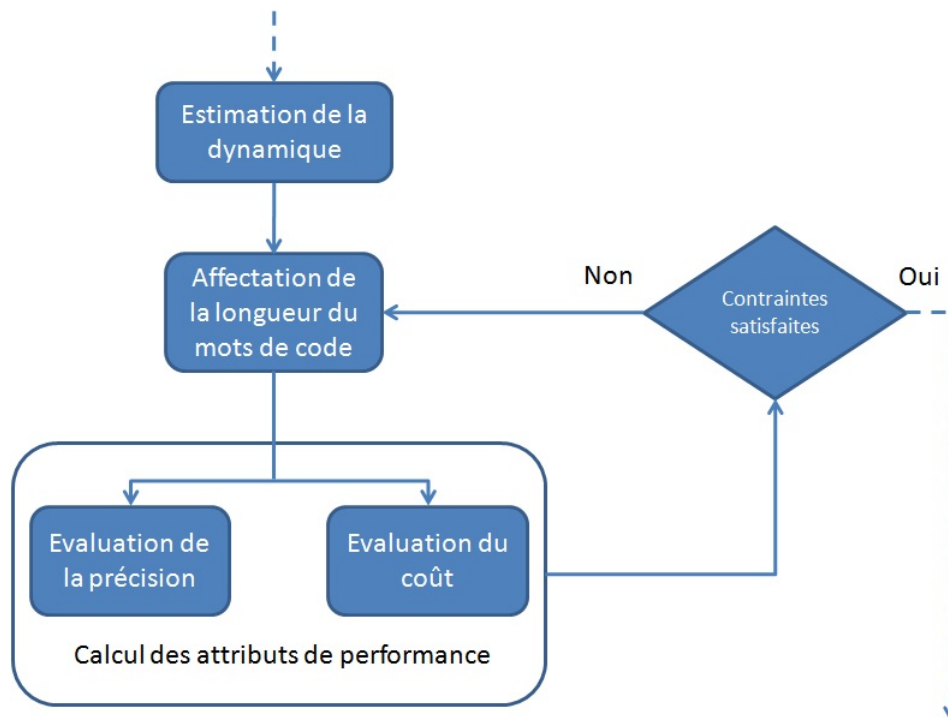 Estimation de la
dynamique
Affectation de
la longueur du
mots de code
Non
Contraintes
satisfaites
Oui
Evaluation de
la précision
Evaluation du
coût
Calcul des attributs de performance